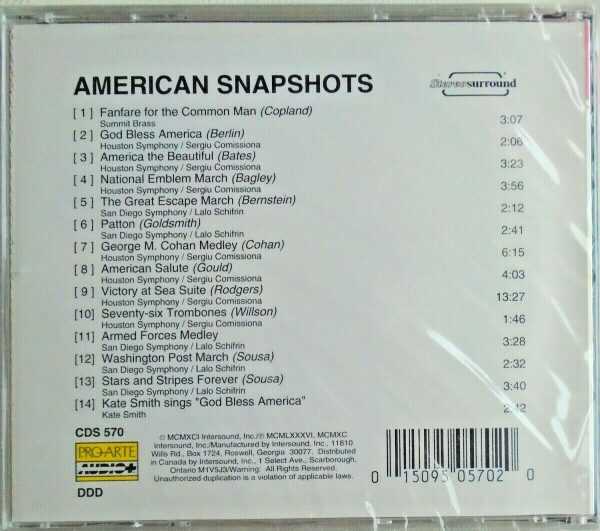 AMERICAN SNAPSHOTS
Stereosurround
[ 1 ] Fanfare for the Common Man (Copland) 3:07
Summit Brass
[ 2 ] God Bless America (Berlin) 2:06
Houston Symphony / Sergiu Comissiona
[ 3 ] America the Beautiful (Bates) 3:23
Houston Symphony / Sergiu Comissiona
[ 4 ] National Emblem March (Bagley) 3:56
Houston Symphony / Sergiu Comissiona
[ 5 ] The Great Escape March (Bernstein) 2:12
San Diego Symphony / Lalo Schifrin
[ 6 ] Patton (Goldsmith) 2:41
San Diego Symphony / Lalo Schifrin
[ 7 ] George M. Cohan Medley (Cohan) 6:15
Houston Symphony / Sergiu Comissiona
[ 8 ] American Salute (Gould) 4:03
Houston Symphony / Sergiu Comissiona
[ 9 ] Victory at Sea Suite (Rodgers) 13:27
Houston Symphony / Sergiu Comissiona
[10] Seventy-six Trombones (Willson) 1:46
Houston Symphony / Sergiu Comissiona
[11] Armed Forces Medley 3:28
San Diego Symphony / Lalo Schifrin
[12] Washington Post March (Sousa) 2:32
San Diego Symphony / Lalo Schifrin
[13] Stars and Stripes Forever (Sousa) 3:40
San Diego Symphony / Lalo Schifrin
[14] Kate Smith sings "God Bless America" 2:42
Kate Smith
CDS 570
PRO·ARTE
AUDIO+
DDD
© MCMXCI Intersound, Inc./℗ MCMLXXXVI, MCMXC
Intersound, Inc./Manufactured by Intersound, Inc. 11810
Wills Rd., Box 1724, Roswell, Georgia 30077. Distributed
in Canada by Intersound, Inc., 1 Select Ave., Scarborough,
Ontario M1V5J3/Warning: All Rights Reserved.
Unauthorized duplication is a violation of applicable laws.
0 15095 05702 0